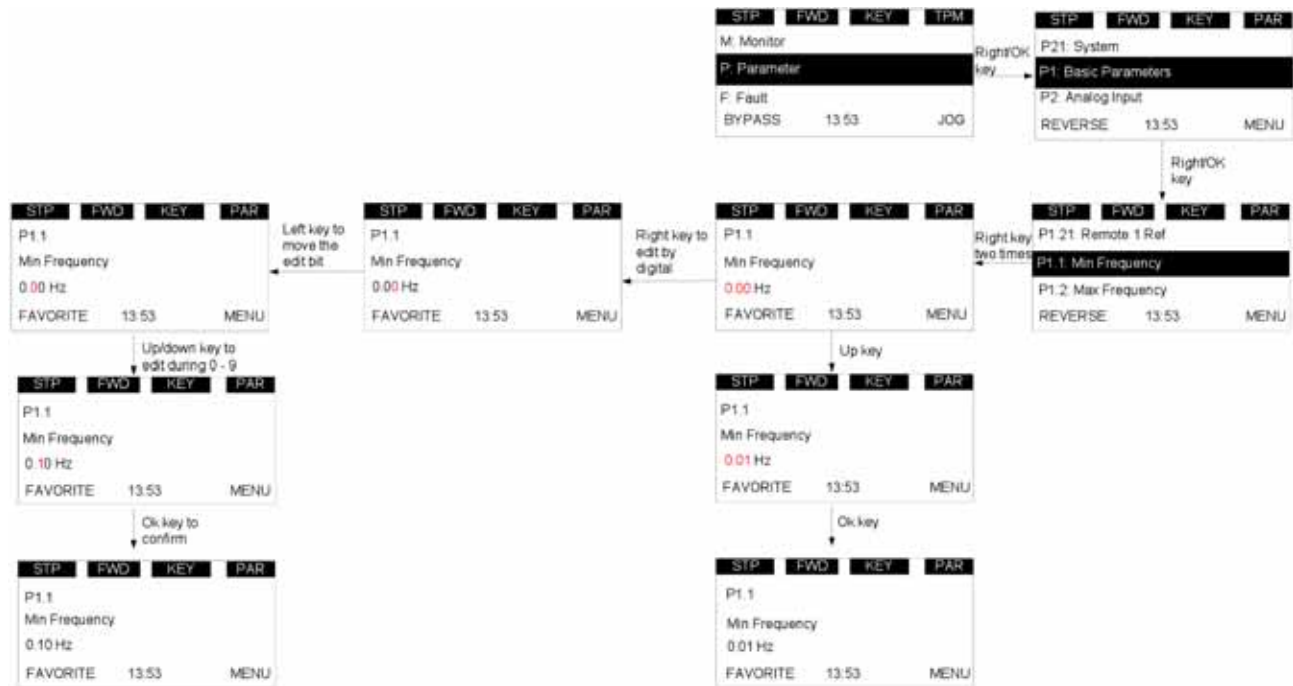 STP FWD KEY TPM
M: Monitor
P: Parameter
F: Fault
BYPASS 13:53 JOG
Right/OK
key
STP FWD KEY PAR
P21: System
P1: Basic Parameters
P2: Analog Input
REVERSE 13:53 MENU
Right/OK
key
STP FWD KEY PAR
P1.21: Remote 1 Ref
P1.1: Min Frequency
P1.2: Max Frequency
REVERSE 13:53 MENU
Right key
two times
STP FWD KEY PAR
P1.1
Min Frequency
0.00 Hz
FAVORITE 13:53 MENU
Right key to
edit by
digital
STP FWD KEY PAR
P1.1
Min Frequency
0.00 Hz
FAVORITE 13:53 MENU
Left key to
move the
edit bit
STP FWD KEY PAR
P1.1
Min Frequency
0.00 Hz
FAVORITE 13:53 MENU
Up/down key to
edit during 0 - 9
STP FWD KEY PAR
P1.1
Min Frequency
0.10 Hz
FAVORITE 13:53 MENU
Ok key to
confirm
STP FWD KEY PAR
P1.1
Min Frequency
0.10 Hz
FAVORITE 13:53 MENU
Up key
STP FWD KEY PAR
P1.1
Min Frequency
0.01 Hz
FAVORITE 13:53 MENU
Ok key
STP FWD KEY PAR
P1.1
Min Frequency
0.01 Hz
FAVORITE 13:53 MENU